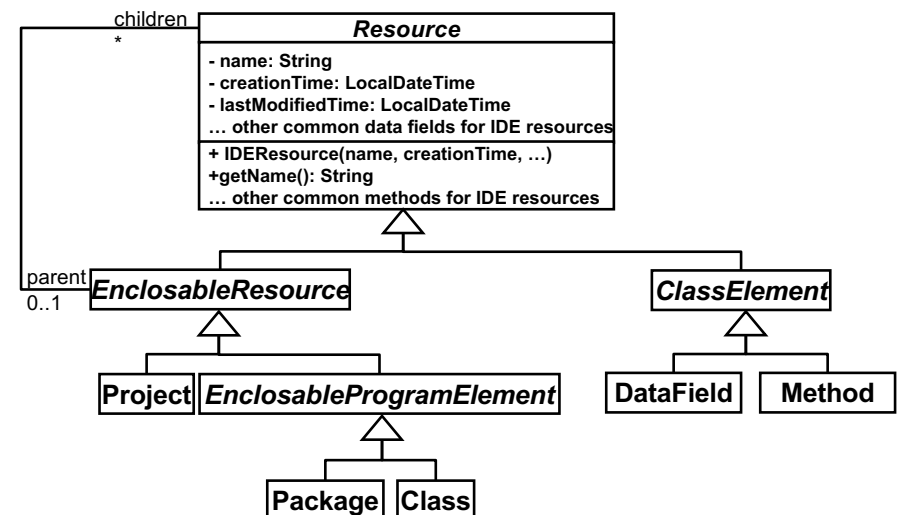 children
*
Resource
- name: String
- creationTime: LocalDateTime
- lastModifiedTime: LocalDateTime
… other common data fields for IDE resources
+ IDEResource(name, creationTime, …)
+getName(): String
… other common methods for IDE resources
parent
0..1
EnclosableResource
ClassElement
Project
EnclosableProgramElement
DataField
Method
Package
Class